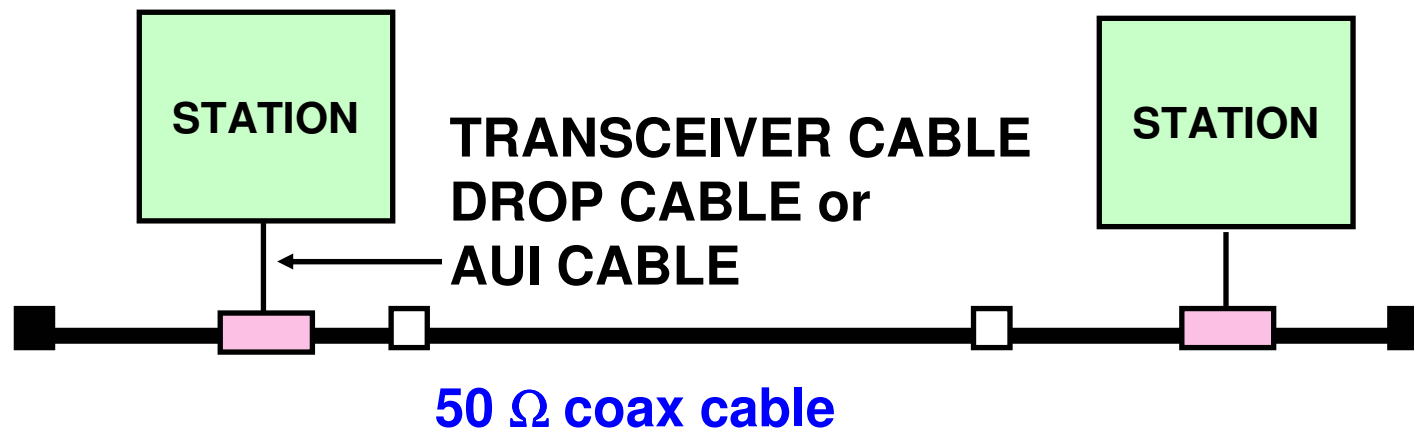 STATION
STATION
TRANSCEIVER CABLE
DROP CABLE or
AUI CABLE
50 Ω coax cable